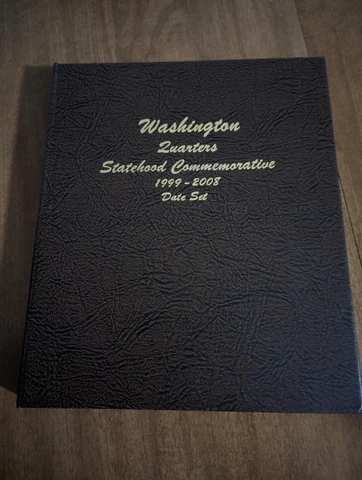 Washington
Quarters
Statehood Commemorative
1999-2008
Date Set